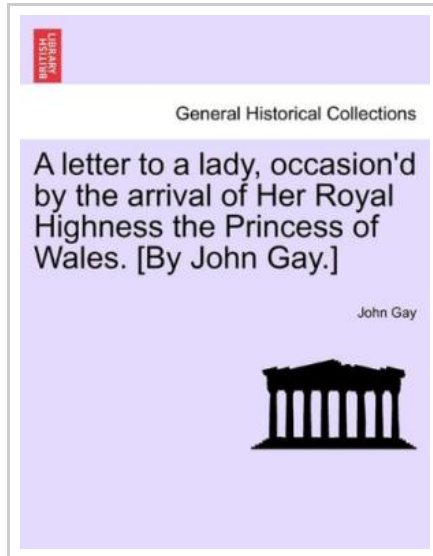 BRITISH
LIBRARY
General Historical Collections
A letter to a lady, occasion'd
by the arrival of Her Royal
Highness the Princess of
Wales. [By John Gay.]
John Gay